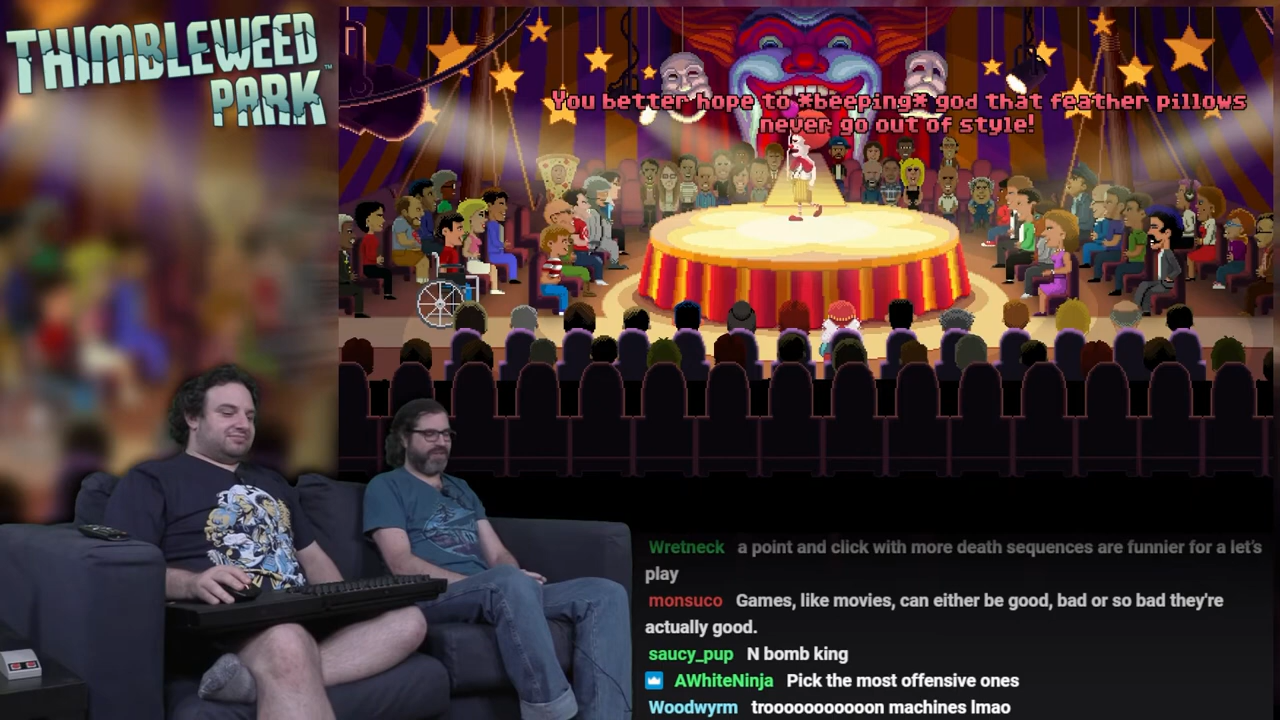 THIMBLEWEED
PARK™
You better hope to *beeping* god that feather pillows
never go out of style!
Wretneck a point and click with more death sequences are funnier for a let's
play
monsuco Games, like movies, can either be good, bad or so bad they're
actually good.
saucy_pup N bomb king
AWhiteNinja Pick the most offensive ones
Woodwyrm trooooooooooon machines lmao